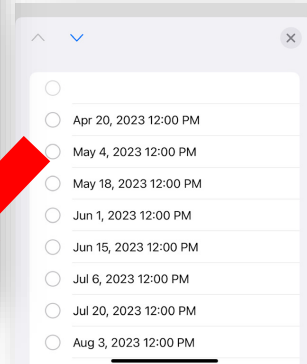 Apr 20, 2023 12:00 PM
May 4, 2023 12:00 PM
May 18, 2023 12:00 PM
Jun 1, 2023 12:00 PM
Jun 15, 2023 12:00 PM
Jul 6, 2023 12:00 PM
Jul 20, 2023 12:00 PM
Aug 3, 2023 12:00 PM